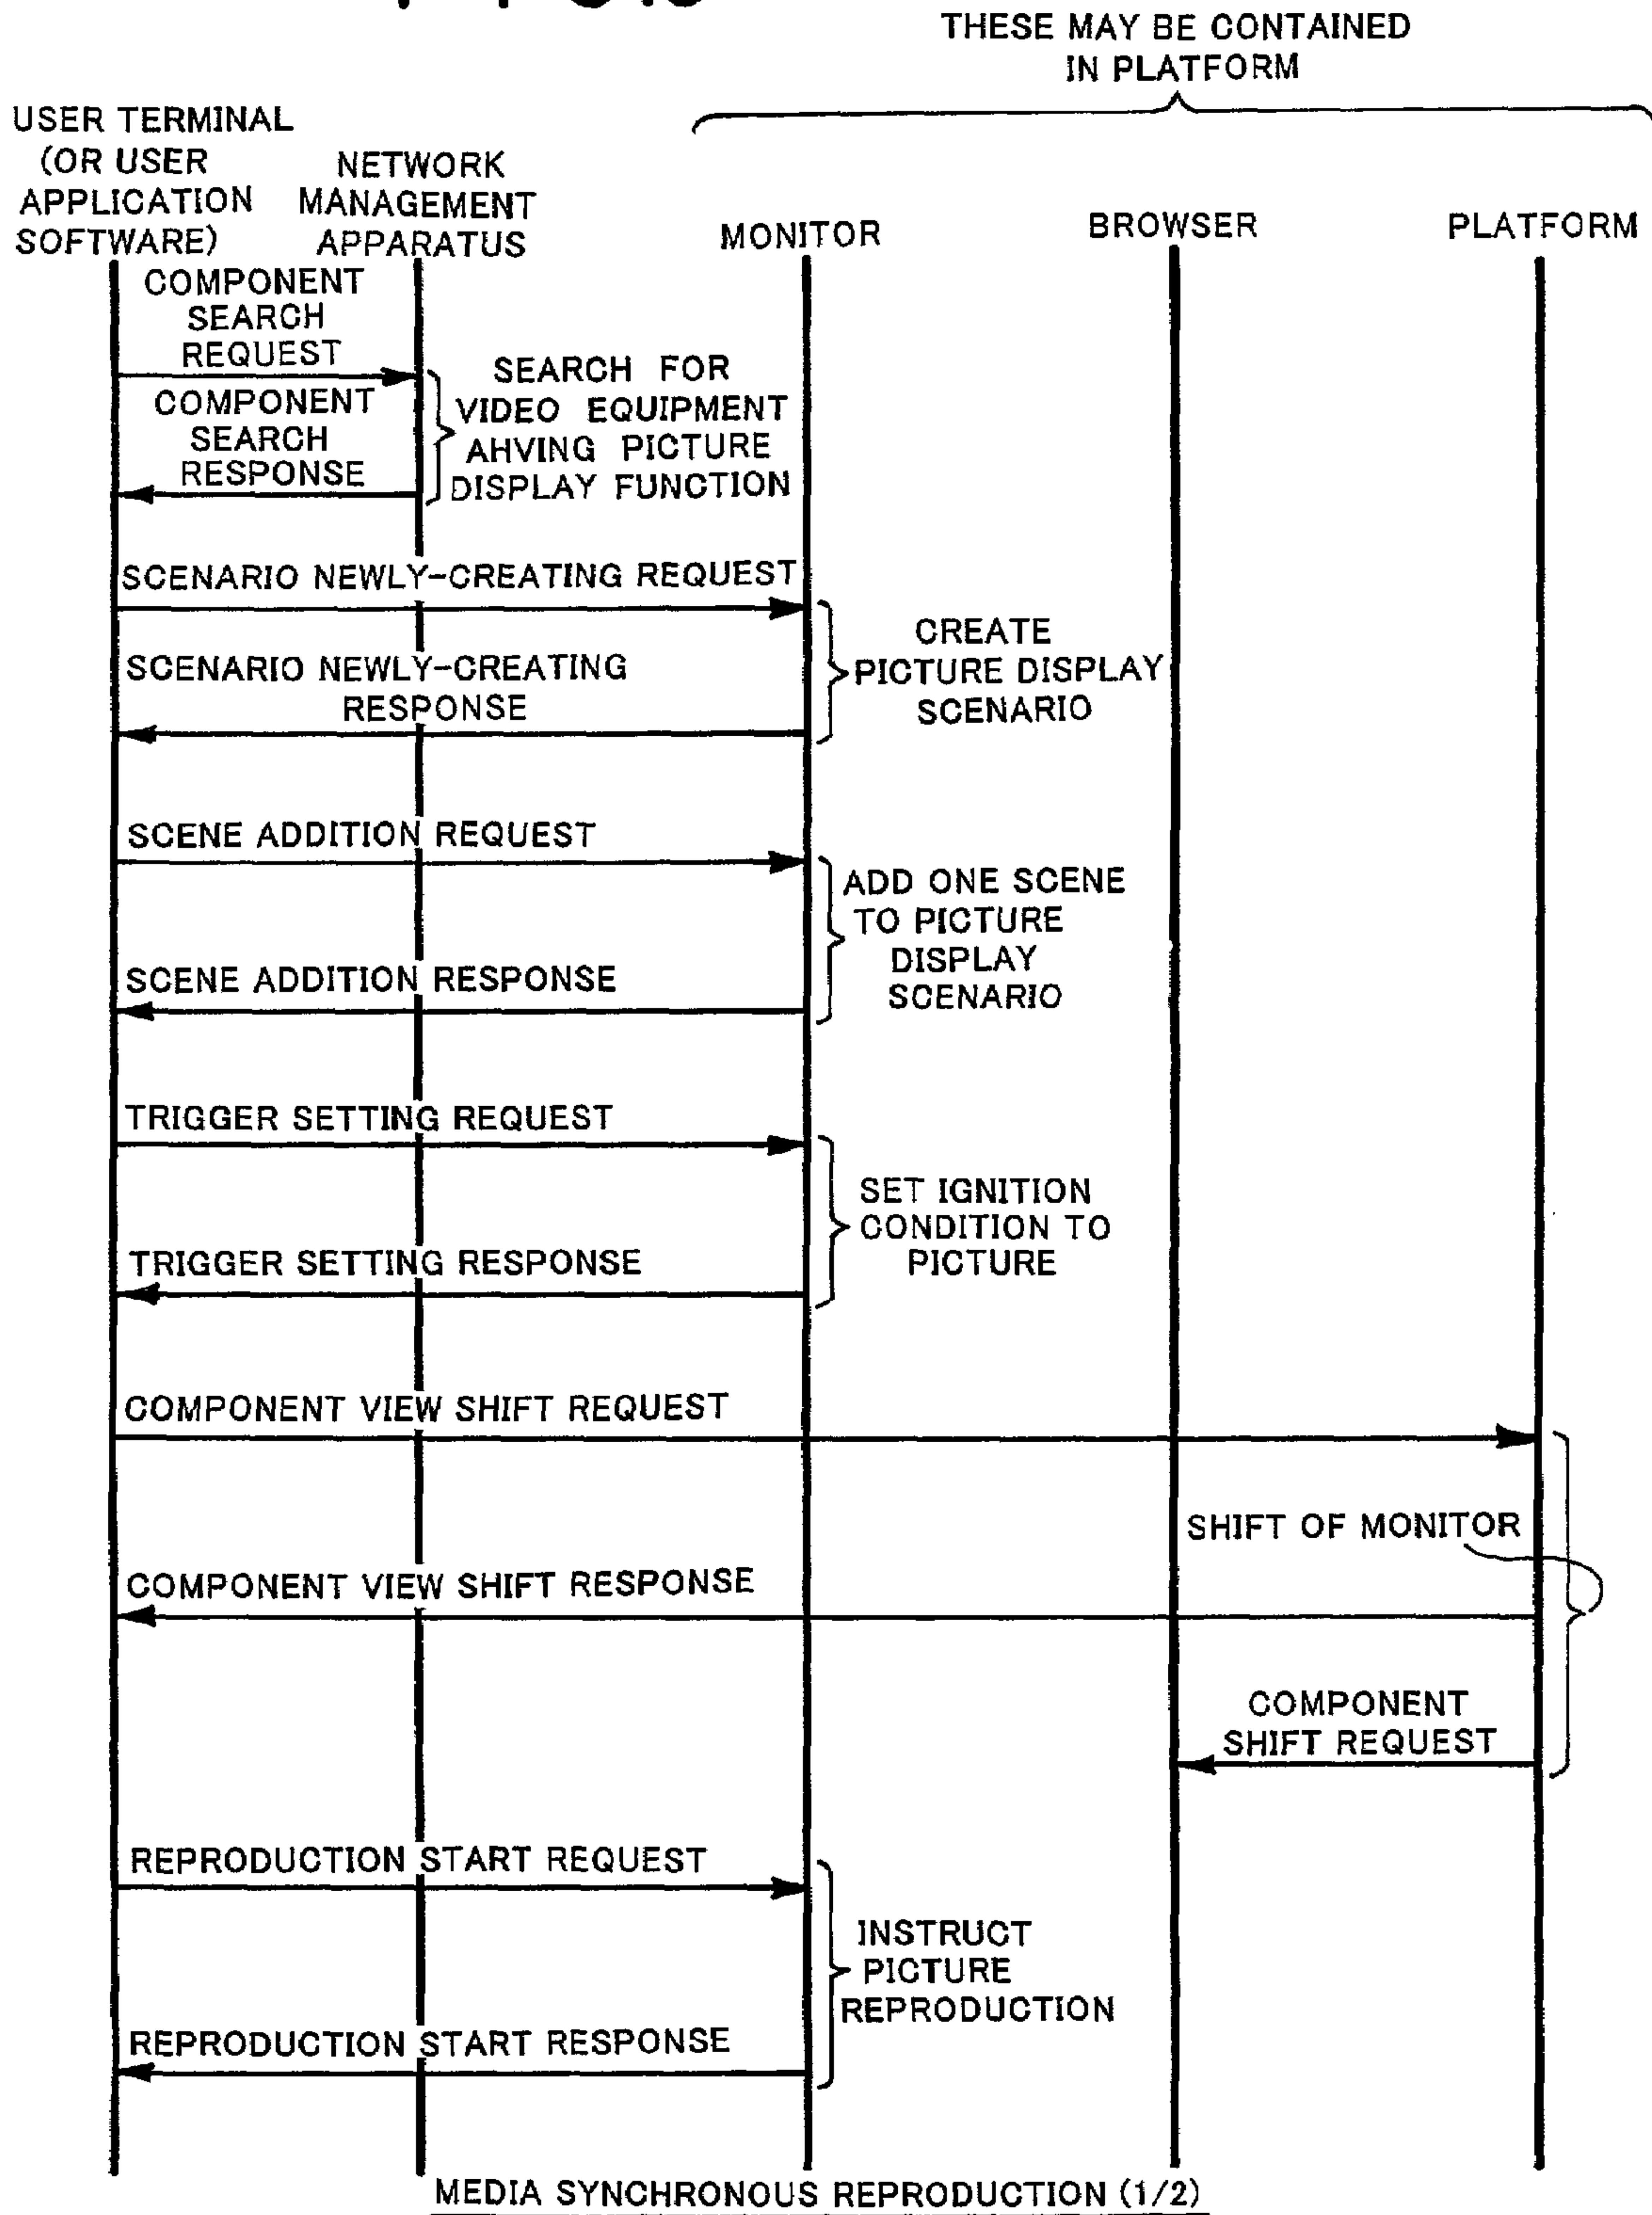 THESE MAY BE CONTAINED
IN PLATFORM
USER TERMINAL
(OR USER
APPLICATION
SOFTWARE)
NETWORK
MANAGEMENT
APPARATUS
MONITOR
BROWSER
PLATFORM
COMPONENT
SEARCH
REQUEST
COMPONENT
SEARCH
RESPONSE
SEARCH FOR
VIDEO EQUIPMENT
AHVING PICTURE
DISPLAY FUNCTION
SCENARIO NEWLY-CREATING REQUEST
SCENARIO NEWLY-CREATING
RESPONSE
CREATE
PICTURE DISPLAY
SCENARIO
SCENE ADDITION REQUEST
SCENE ADDITION RESPONSE
ADD ONE SCENE
TO PICTURE
DISPLAY
SCENARIO
TRIGGER SETTING REQUEST
TRIGGER SETTING RESPONSE
SET IGNITION
CONDITION TO
PICTURE
COMPONENT VIEW SHIFT REQUEST
SHIFT OF MONITOR
COMPONENT VIEW SHIFT RESPONSE
COMPONENT
SHIFT REQUEST
REPRODUCTION START REQUEST
REPRODUCTION START RESPONSE
INSTRUCT
PICTURE
REPRODUCTION
MEDIA SYNCHRONOUS REPRODUCTION (1/2)